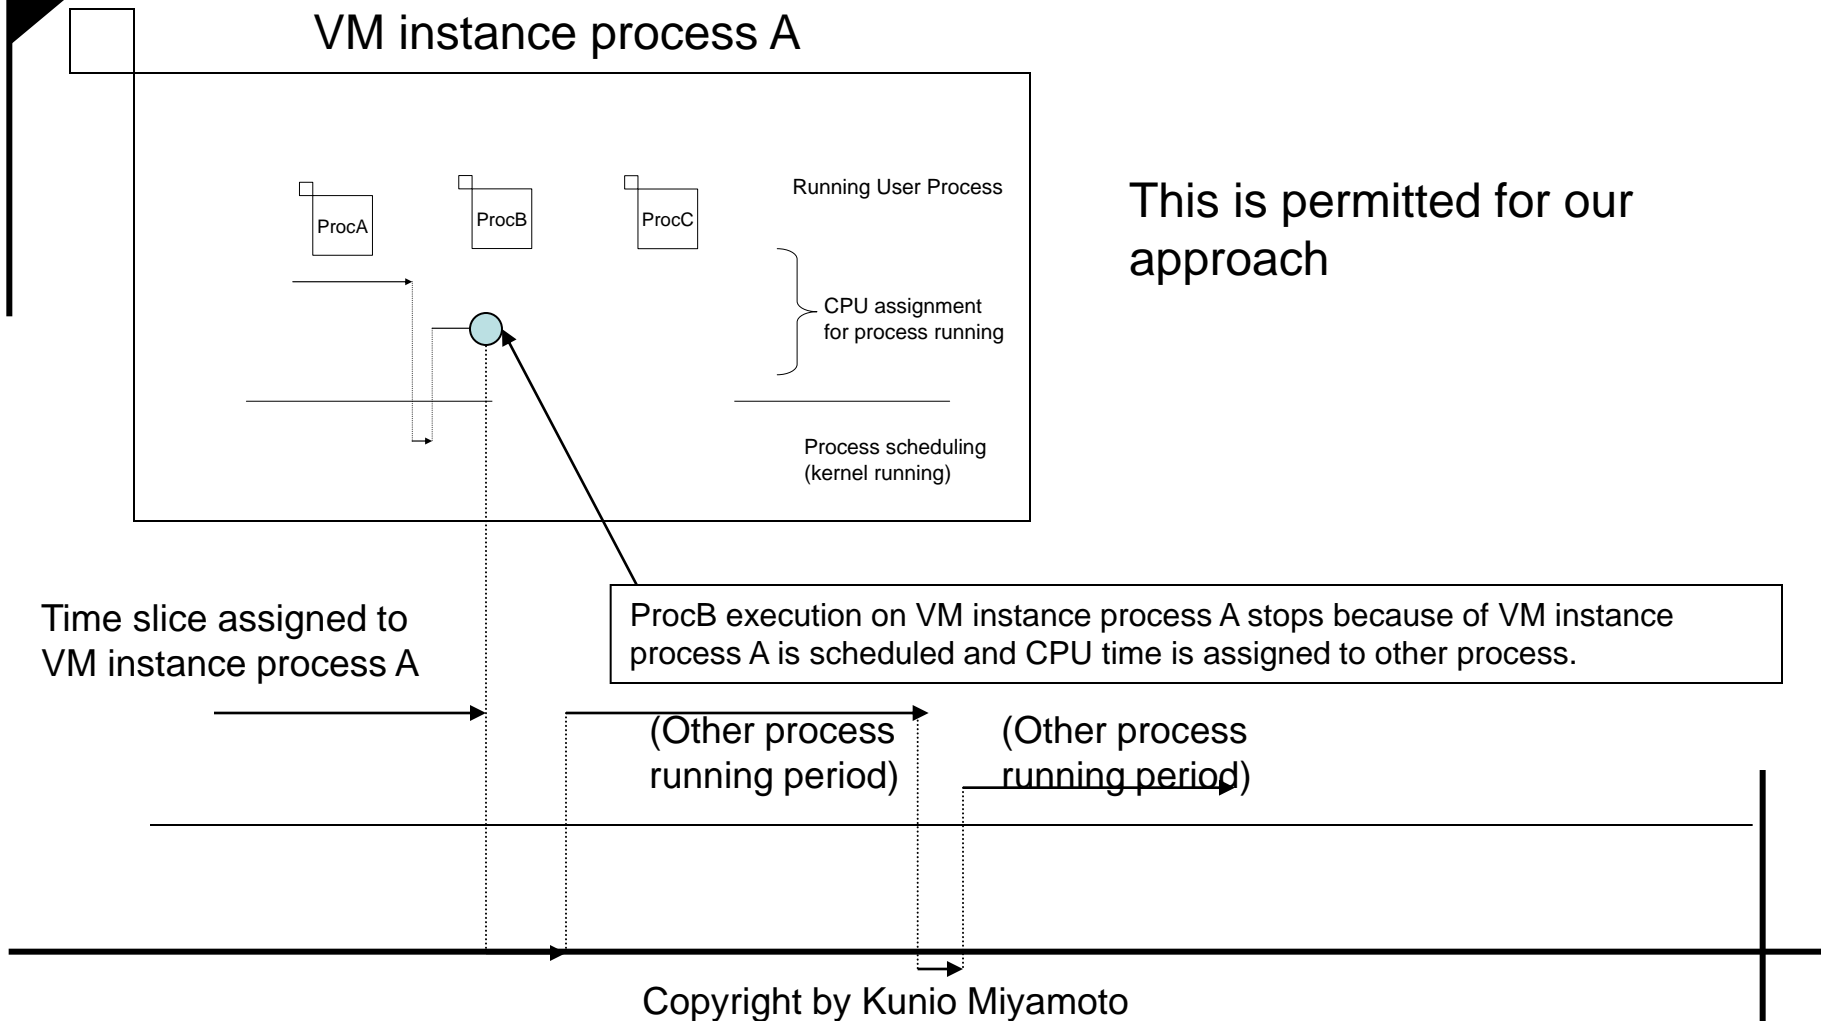 VM instance process A
ProcA
ProcB
ProcC
Running User Process
This is permitted for our
approach
CPU assignment
for process running
Process scheduling
(kernel running)
Time slice assigned to
VM instance process A
ProcB execution on VM instance process A stops because of VM instance
process A is scheduled and CPU time is assigned to other process.
(Other process
running period)
(Other process
running period)
Copyright by Kunio Miyamoto